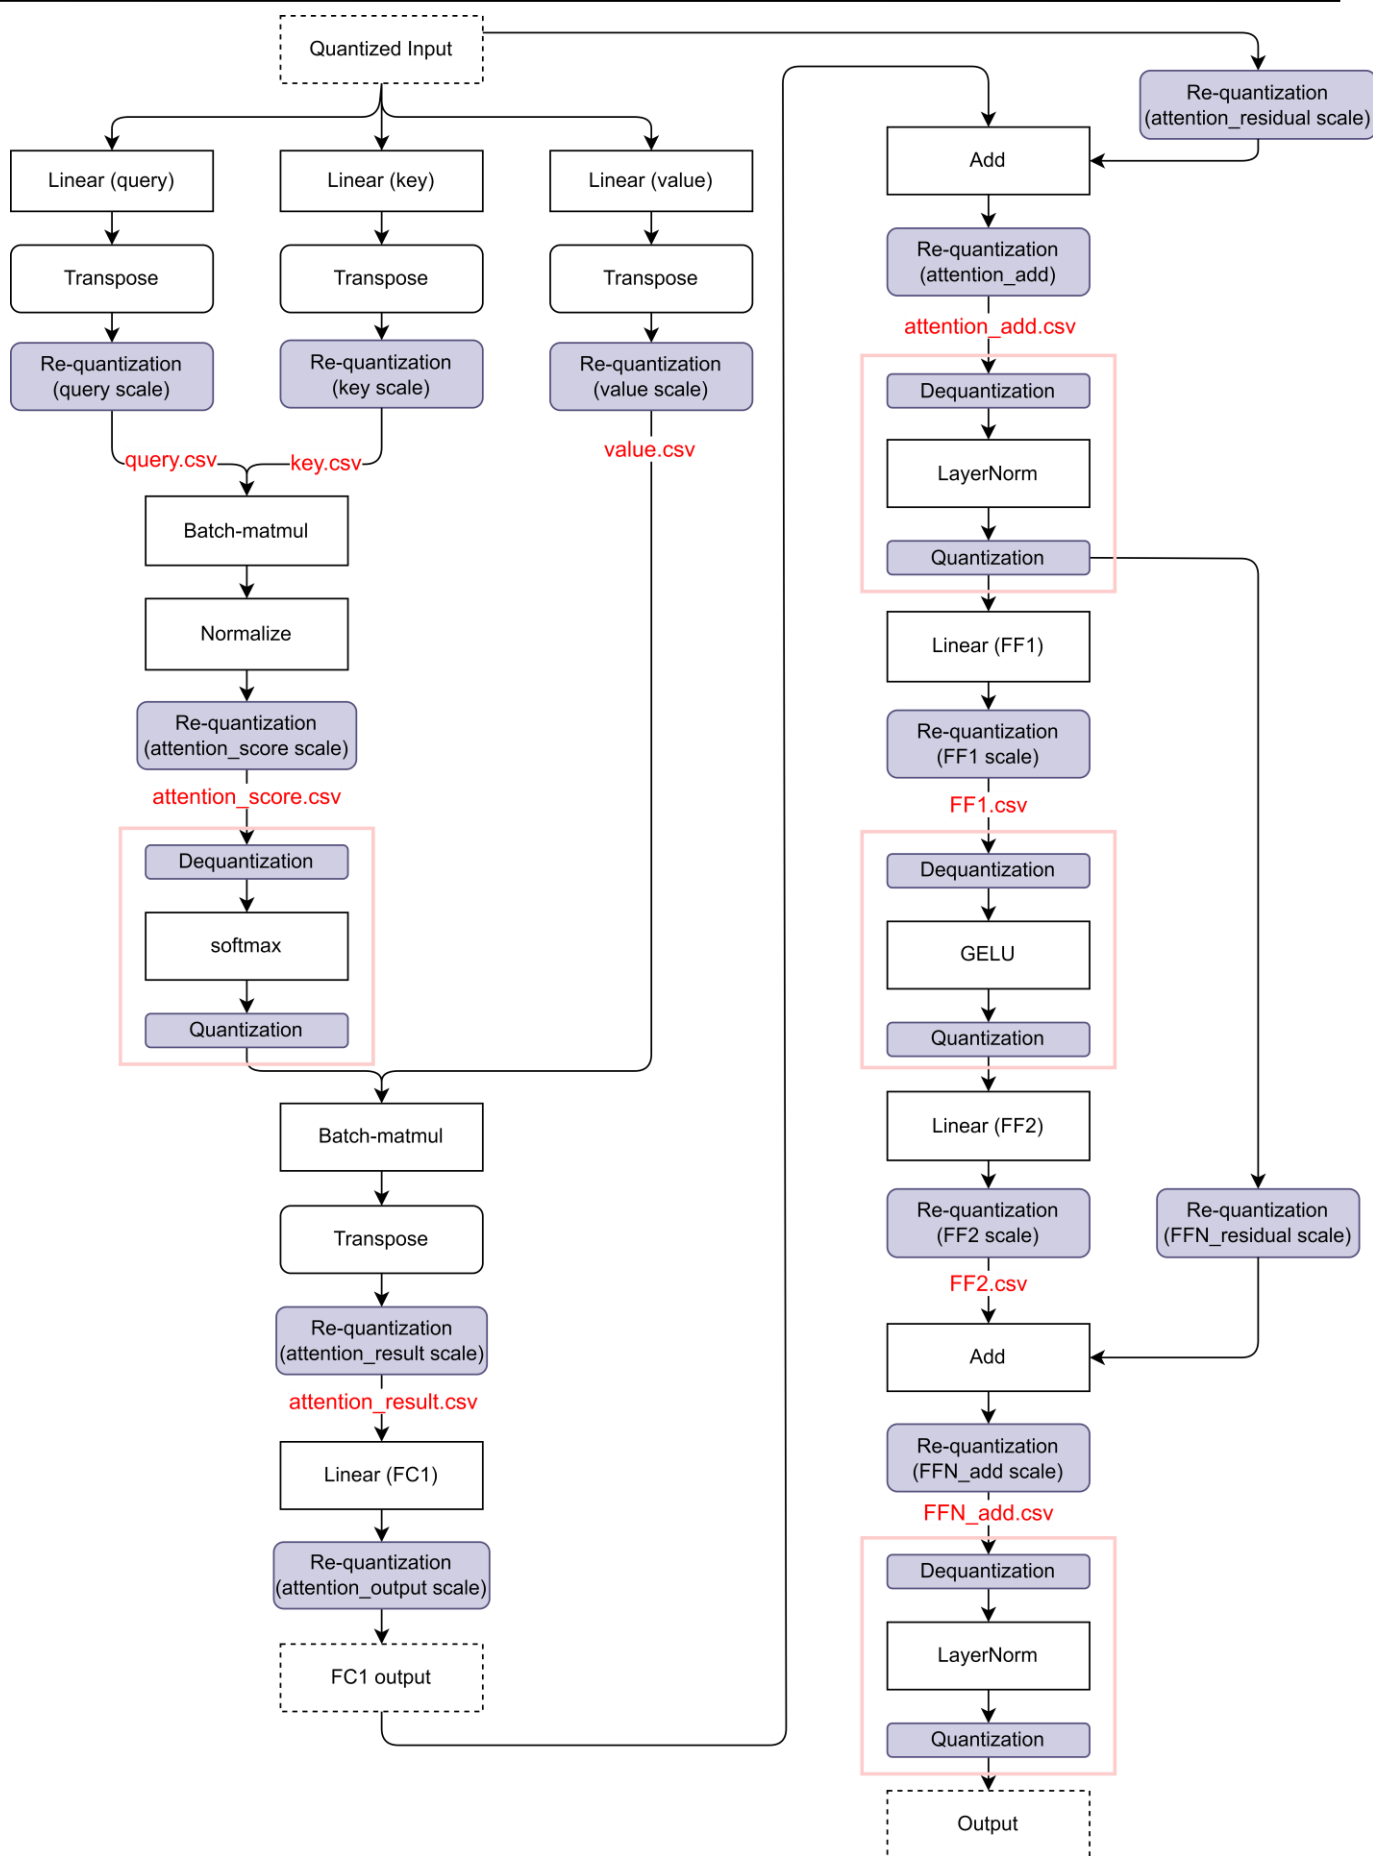 Quantized Input
Linear (query)
Linear (key)
Linear (value)
Transpose
Transpose
Transpose
Re-quantization
(query scale)
Re-quantization
(key scale)
Re-quantization
(value scale)
query.csv
key.csv
value.csv
Batch-matmul
Normalize
Re-quantization
(attention_score scale)
attention_score.csv
Dequantization
softmax
Quantization
Batch-matmul
Transpose
Re-quantization
(attention_result scale)
attention_result.csv
Linear (FC1)
Re-quantization
(attention_output scale)
FC1 output
Re-quantization
(attention_residual scale)
Add
Re-quantization
(attention_add)
attention_add.csv
Dequantization
LayerNorm
Quantization
Linear (FF1)
Re-quantization
(FF1 scale)
FF1.csv
Dequantization
GELU
Quantization
Linear (FF2)
Re-quantization
(FF2 scale)
Re-quantization
(FFN_residual scale)
FF2.csv
Add
Re-quantization
(FFN_add scale)
FFN_add.csv
Dequantization
LayerNorm
Quantization
Output